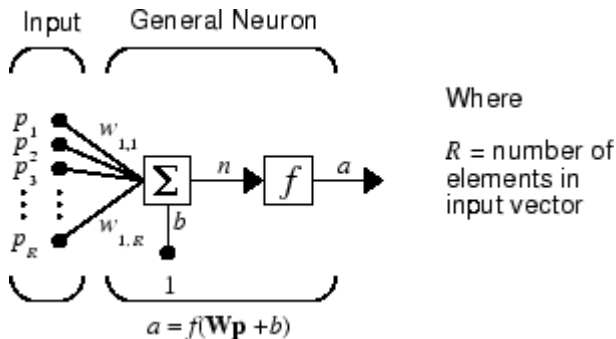 Input General Neuron
Where
R = number of
elements in
input vector
p1
p2
p3
pR
w1,1
w1,R
Σ
n
f
a
b
1
a = f(Wp +b)